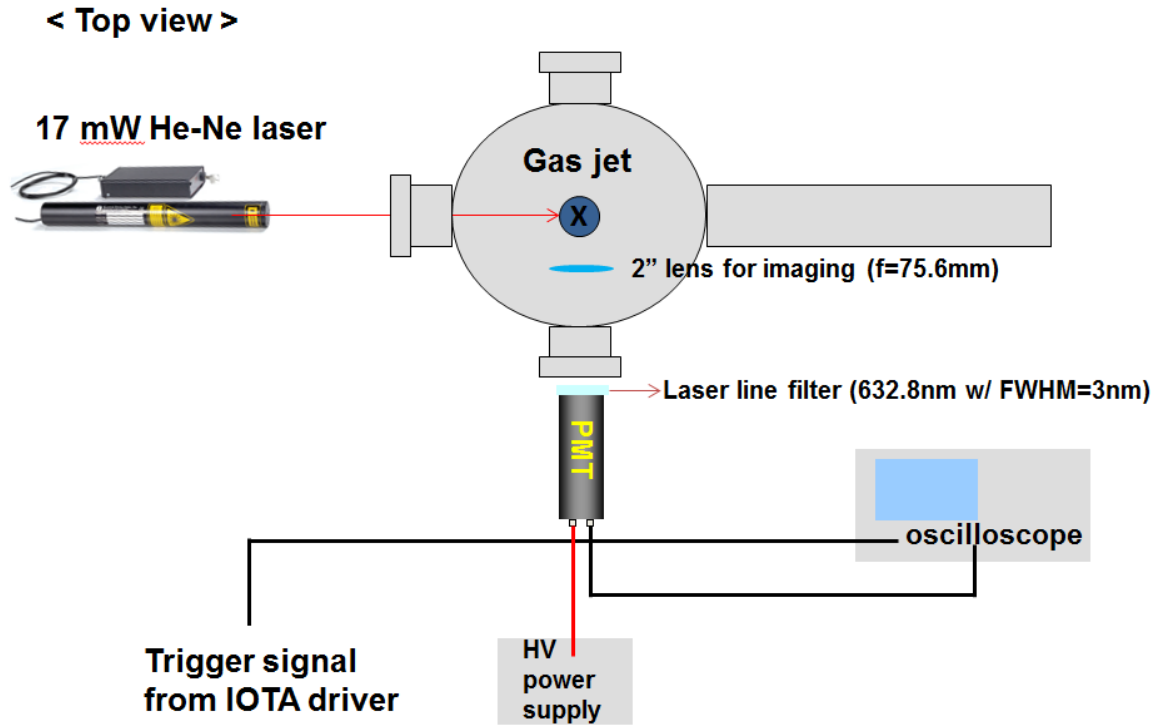 < Top view >
17 mW He-Ne laser
Gas jet
X
2” lens for imaging (f=75.6mm)
Laser line filter (632.8nm w/ FWHM=3nm)
PMT
oscilloscope
Trigger signal
from IOTA driver
HV
power
supply